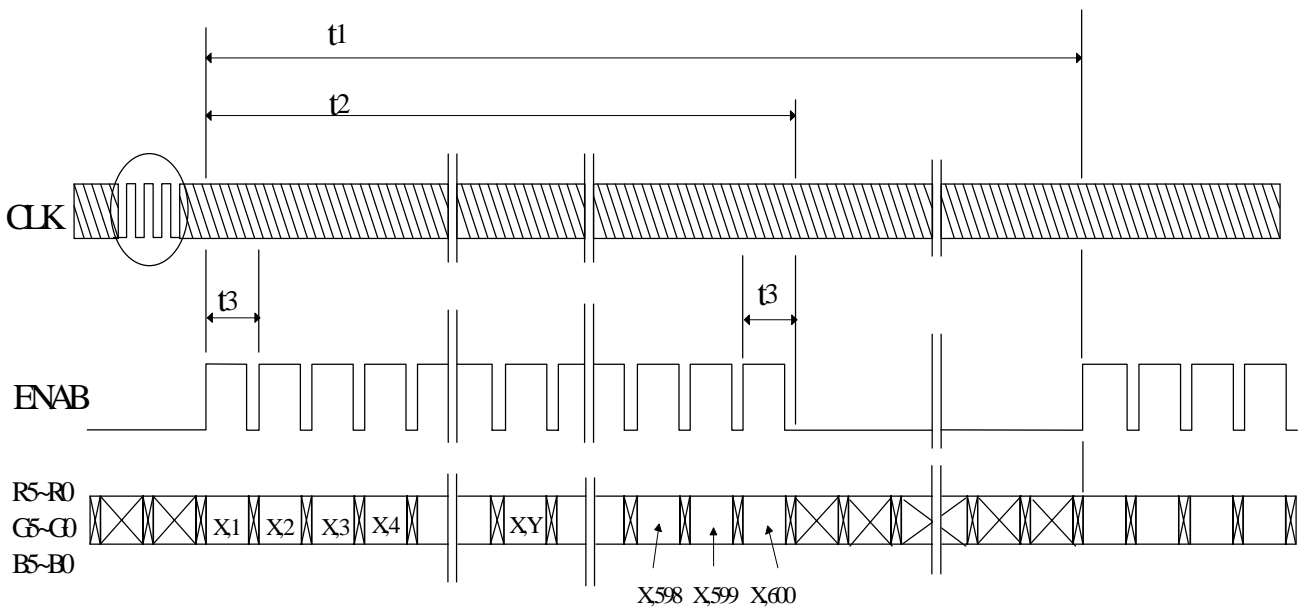 t1
t2
CLK
t3 t3
ENAB
R5~R0
G5~G0
B5~B0
X,1 X,2 X,3 X,4 X,Y
X,598 X,599 X,600